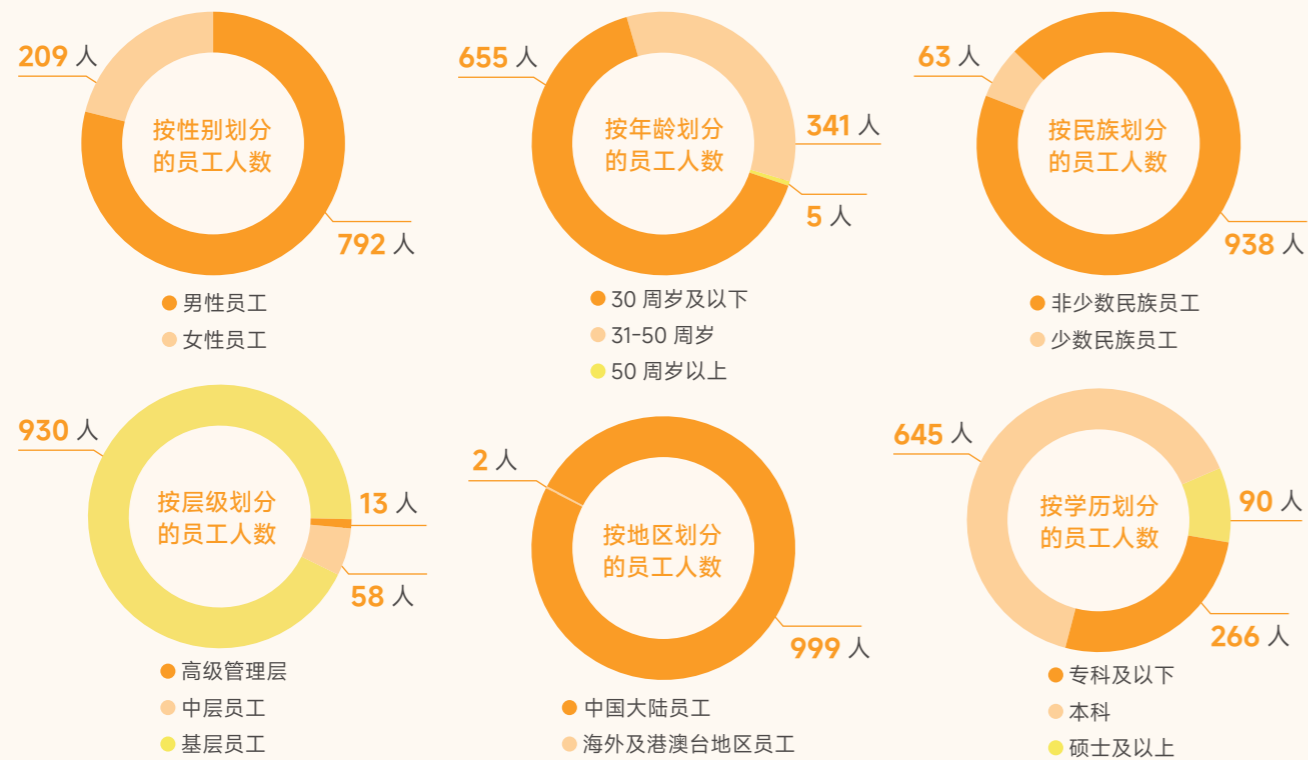 209 人
按性别划分
的员工人数
792 人
男性员工
女性员工
655 人
按年龄划分
的员工人数
341 人
5 人
30 周岁及以下
31-50 周岁
50 周岁以上
63 人
按民族划分
的员工人数
938 人
非少数民族员工
少数民族员工
930 人
按层级划分
的员工人数
13 人
58 人
高级管理层
中层员工
基层员工
2 人
按地区划分
的员工人数
999 人
中国大陆员工
海外及港澳台地区员工
645 人
按学历划分
的员工人数
90 人
266 人
专科及以下
本科
硕士及以上